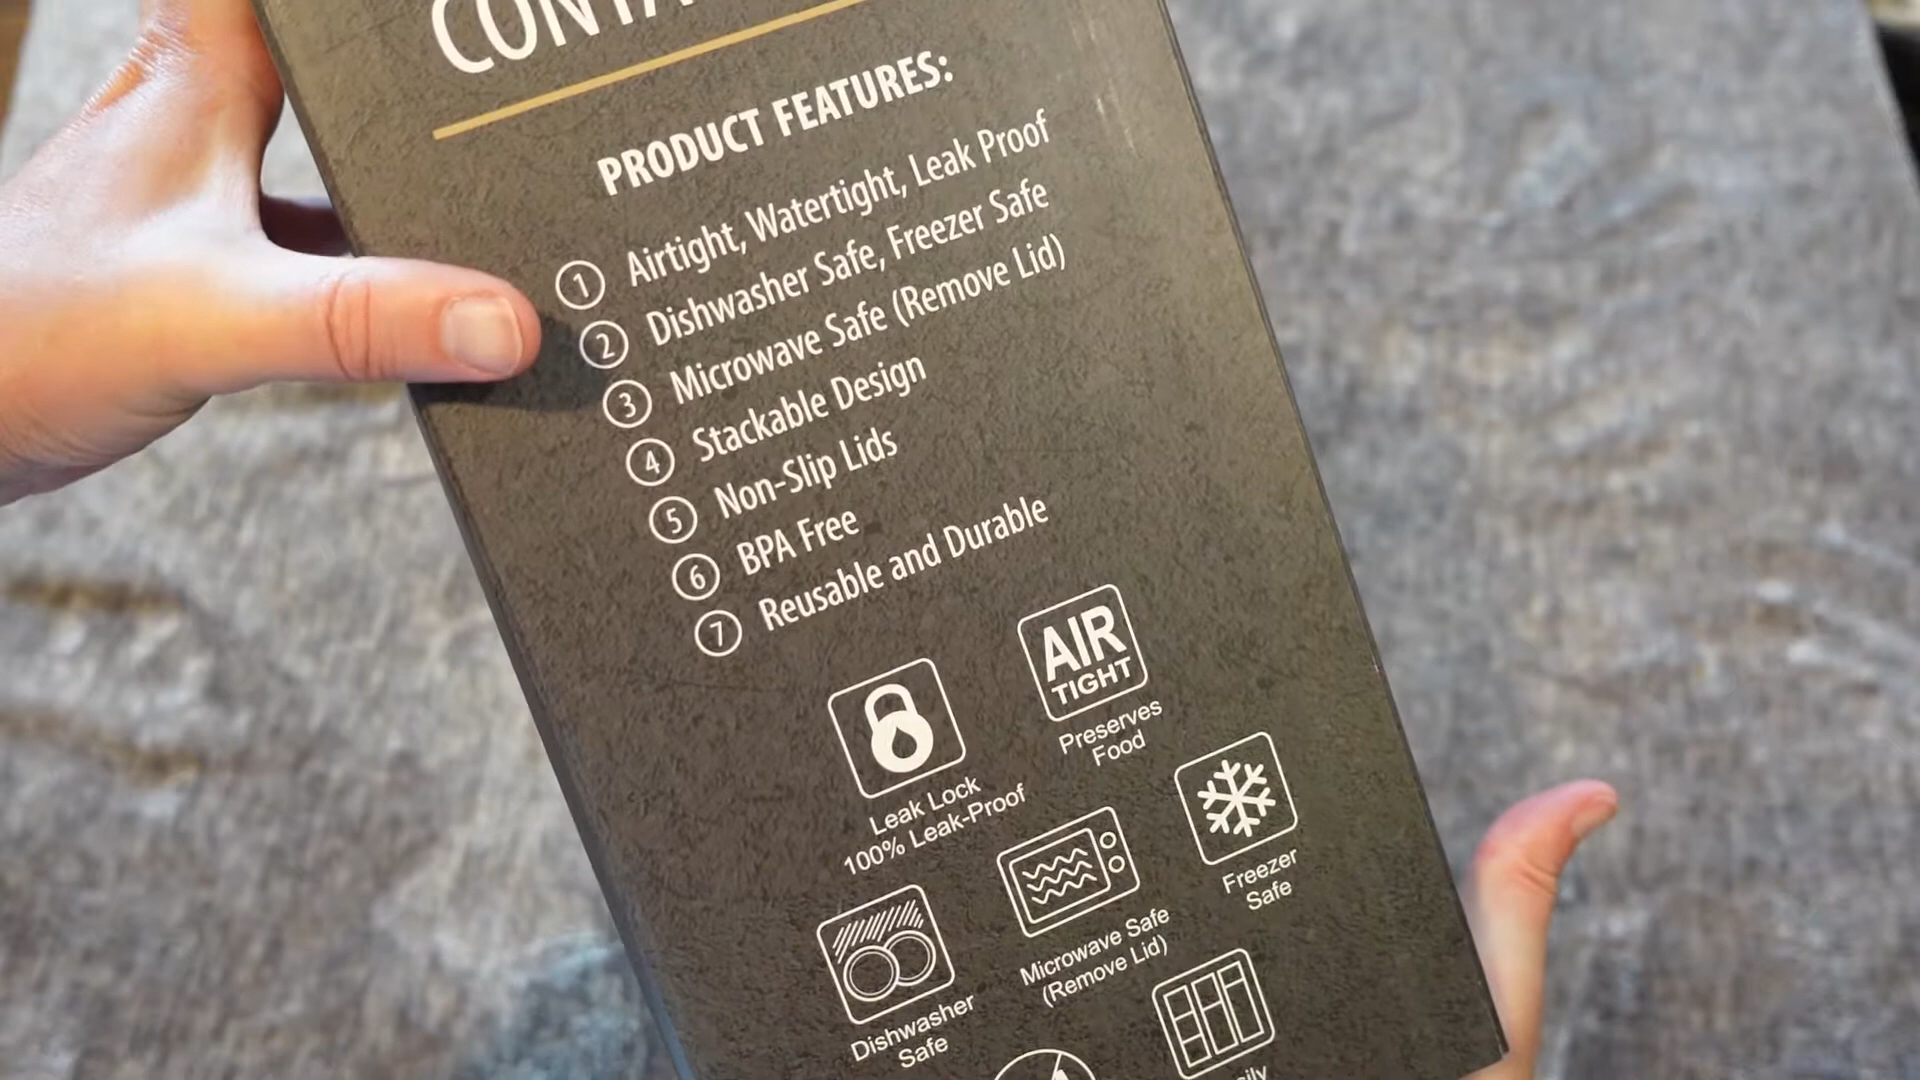 PRODUCT FEATURES:
1 Airtight, Watertight, Leak Proof
2 Dishwasher Safe, Freezer Safe
3 Microwave Safe (Remove Lid)
4 Stackable Design
5 Non-Slip Lids
6 BPA Free
7 Reusable and Durable
AIR
TIGHT
Preserves
Food
Leak Lock
100% Leak-Proof
Freezer
Safe
Microwave Safe
(Remove Lid)
Dishwasher
Safe